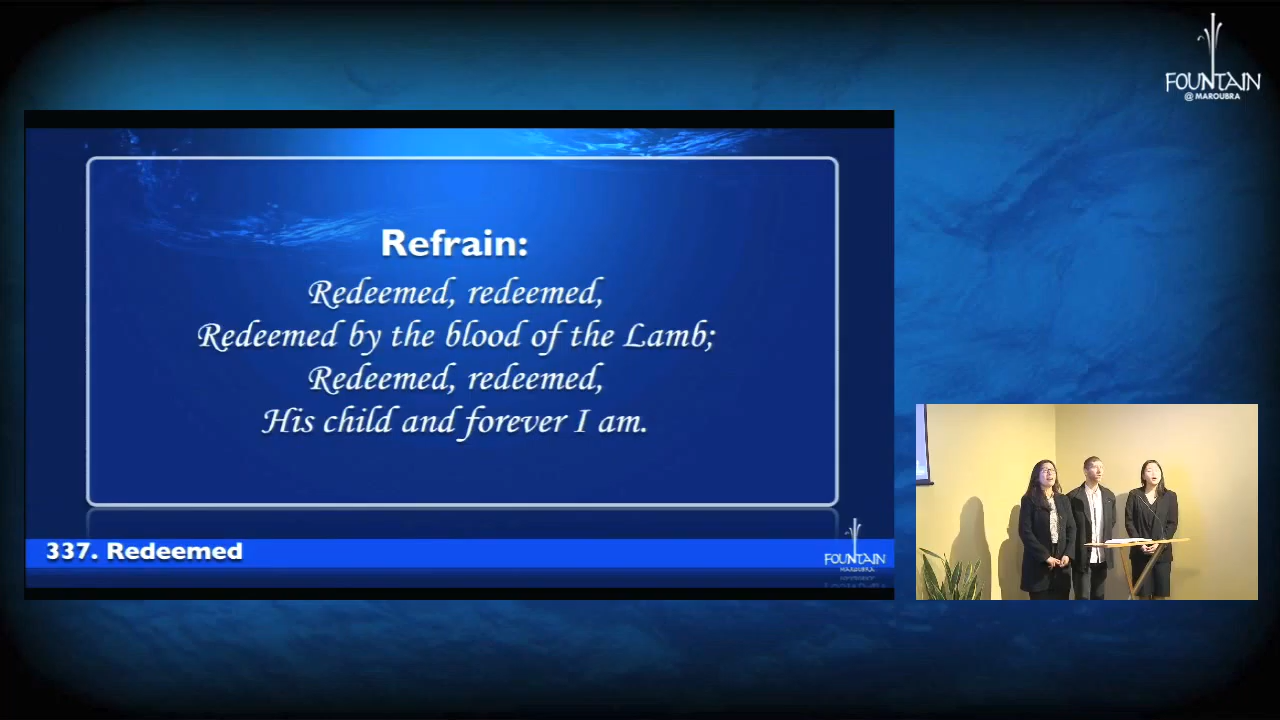 FOUNTAIN
@ MAROUBRA
Refrain:
Redeemed, redeemed,
Redeemed by the blood of the Lamb;
Redeemed, redeemed,
His child and forever I am.
337. Redeemed
FOUNTAIN
MAROUBRA